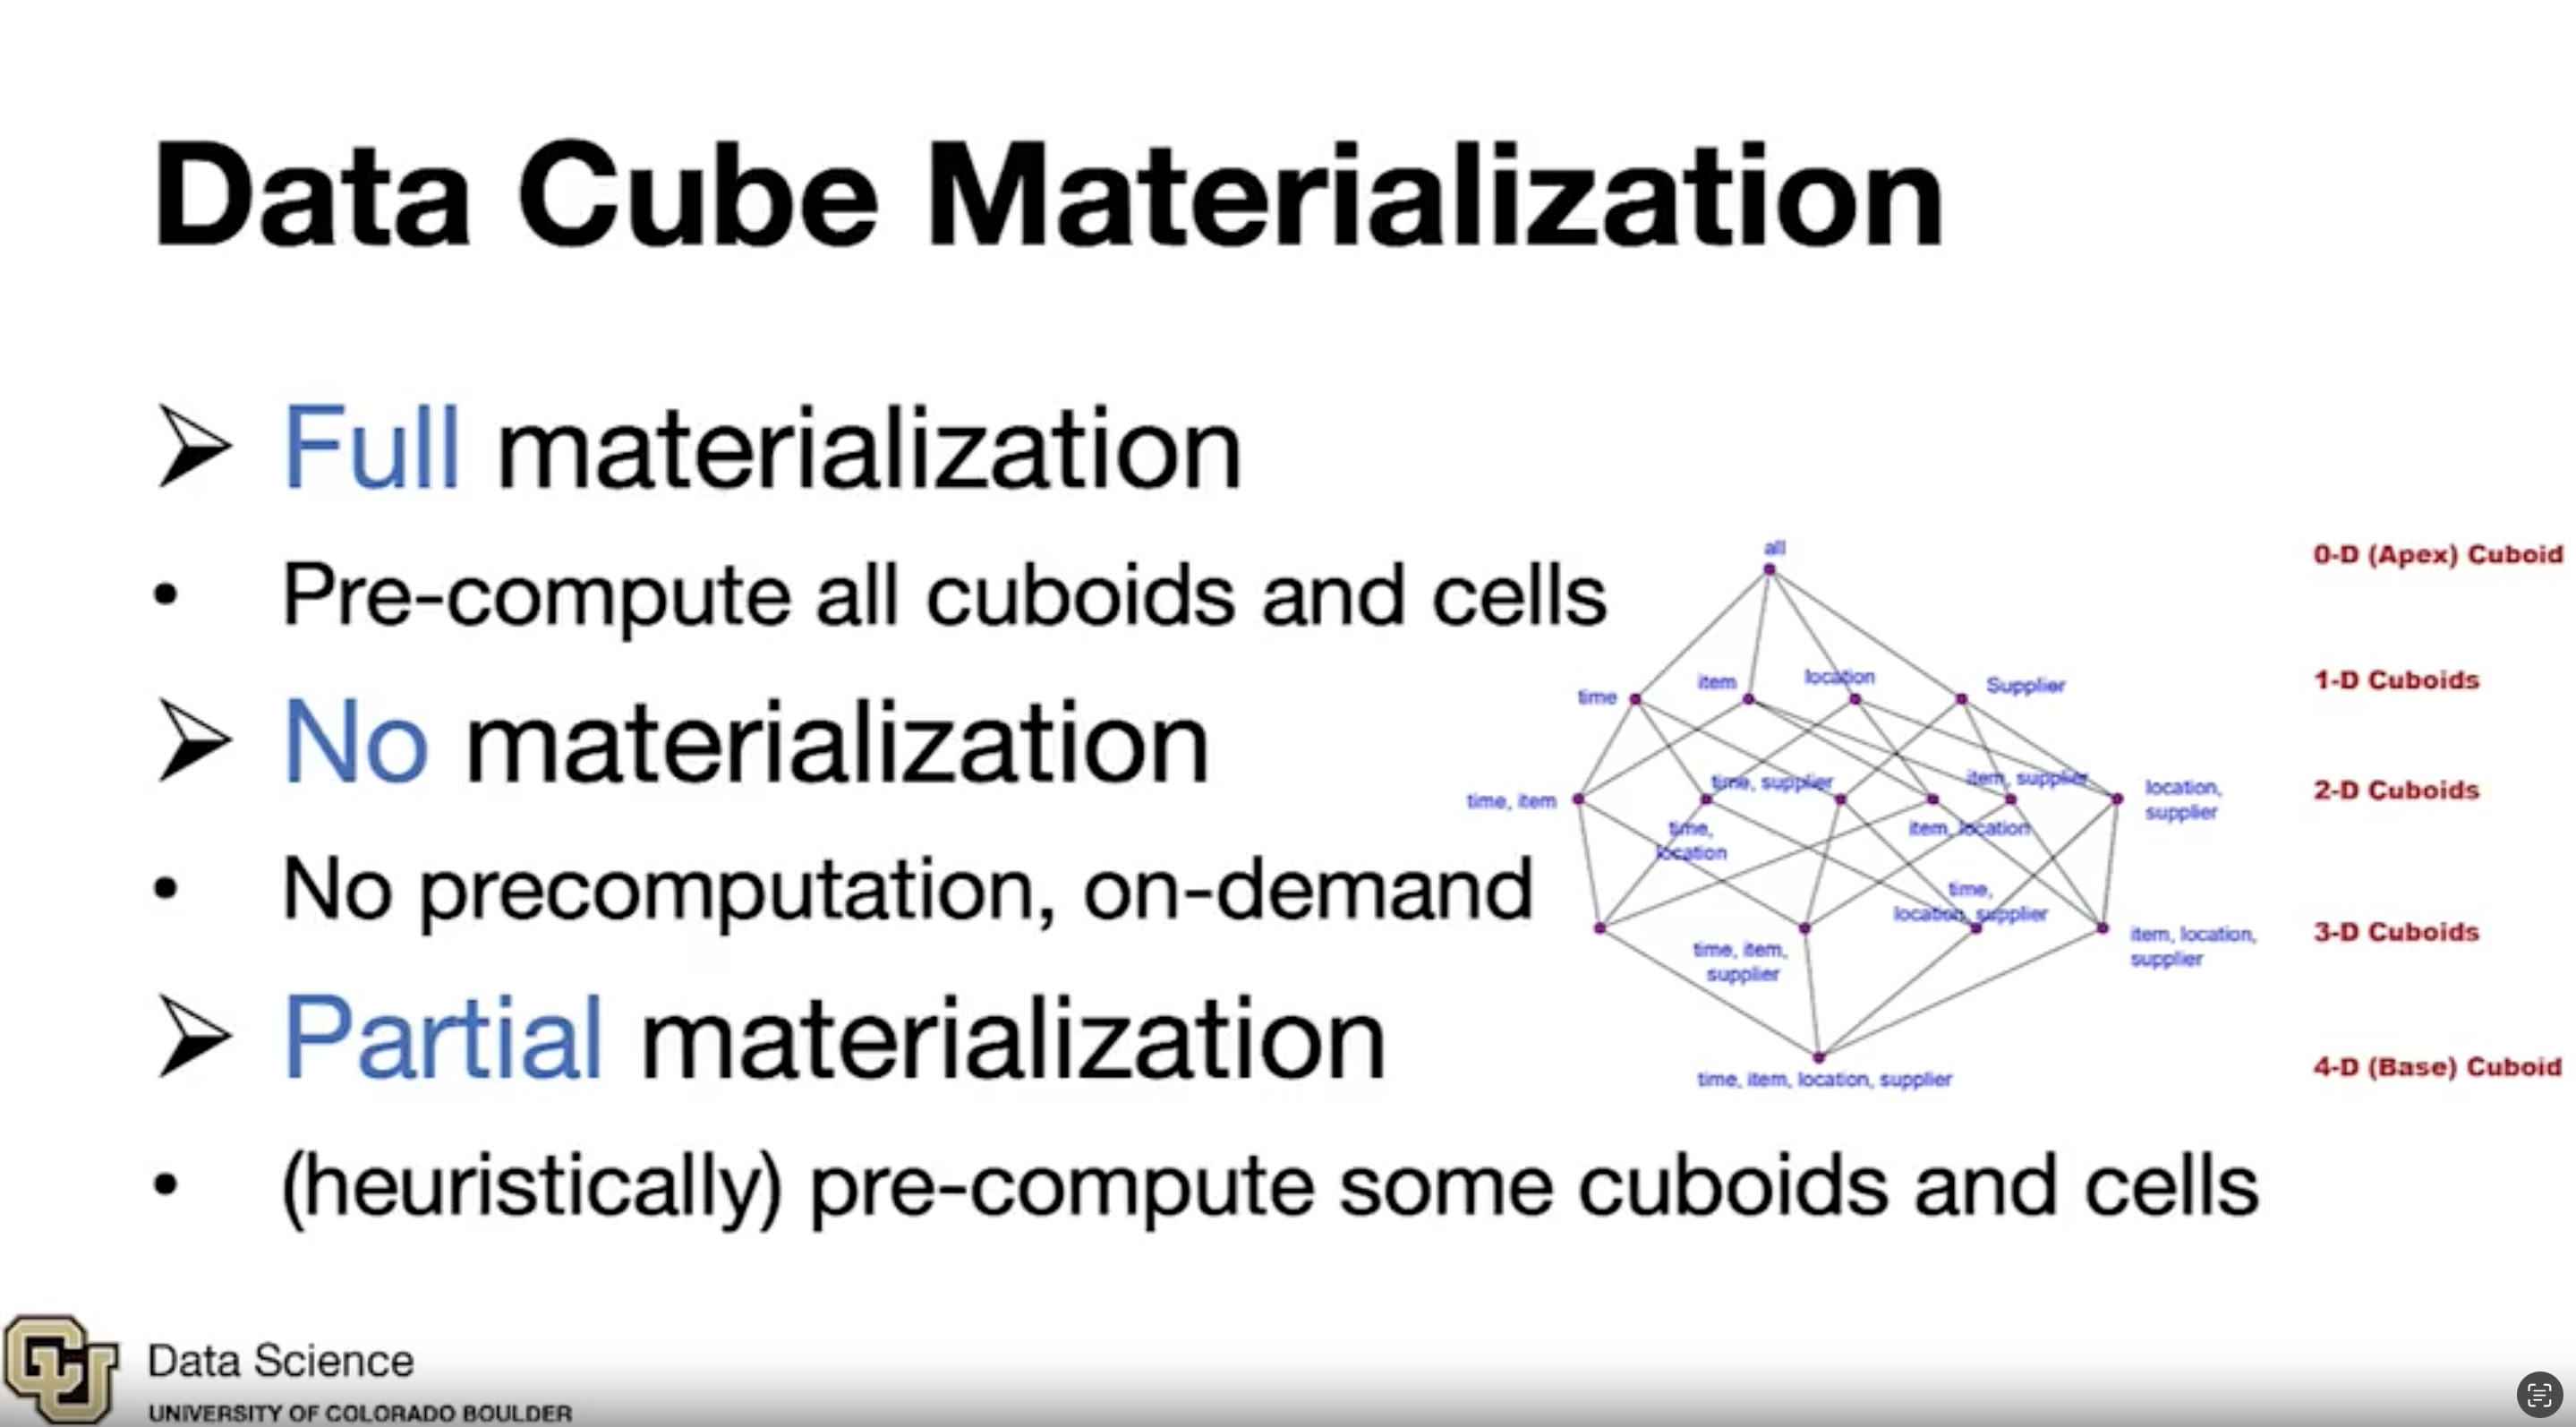 Data Cube Materialization
➢ Full materialization
• Pre-compute all cuboids and cells
➢ No materialization
• No precomputation, on-demand
➢ Partial materialization
• (heuristically) pre-compute some cuboids and cells
all
0-D (Apex) Cuboid
time
item
location
Supplier
1-D Cuboids
time, item
time, supplier
item, supplier
location,
supplier
2-D Cuboids
time,
location
item, location
time,
location, supplier
time, item,
supplier
item, location,
supplier
3-D Cuboids
time, item, location, supplier
4-D (Base) Cuboid
CU
Data Science
UNIVERSITY OF COLORADO BOULDER